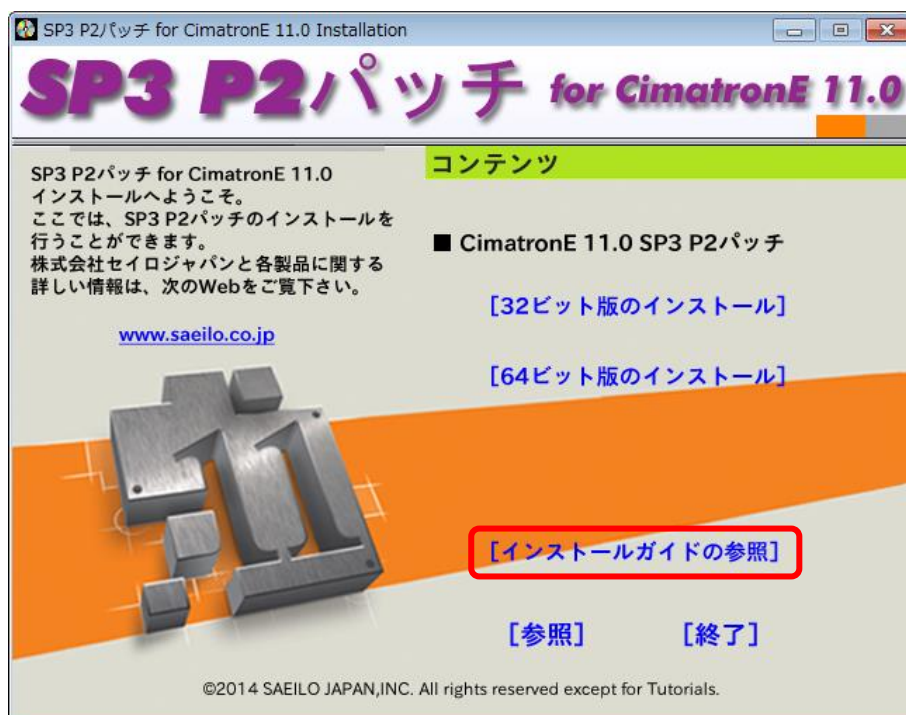 SP3 P2パッチ for CimatronE 11.0 Installation
SP3 P2パッチ for CimatronE 11.0
SP3 P2パッチ for CimatronE 11.0
インストールへようこそ。
ここでは、SP3 P2パッチのインストールを
行うことができます。
株式会社セイロジャパンと各製品に関する
詳しい情報は、次のWebをご覧下さい。
www.saeilo.co.jp
11
コンテンツ
■ CimatronE 11.0 SP3 P2パッチ
[32ビット版のインストール]
[64ビット版のインストール]
[インストールガイドの参照]
[参照] [終了]
©2014 SAEILO JAPAN,INC. All rights reserved except for Tutorials.